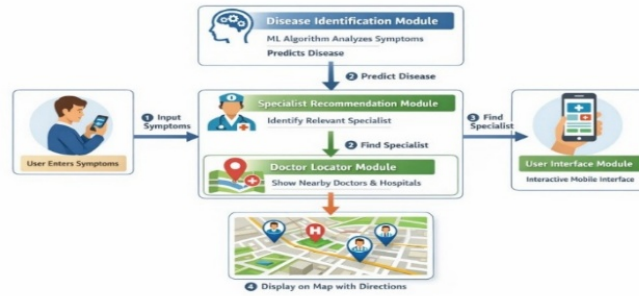 Disease Identification Module
ML Algorithm Analyzes Symptoms
Predicts Disease
2 Predict Disease
1 Input
Symptoms
User Enters Symptoms
Specialist Recommendation Module
Identify Relevant Specialist
2 Find Specialist
Doctor Locator Module
Show Nearby Doctors & Hospitals
3 Find
Specialist
User Interface Module
Interactive Mobile Interface
H
4 Display on Map with Directions